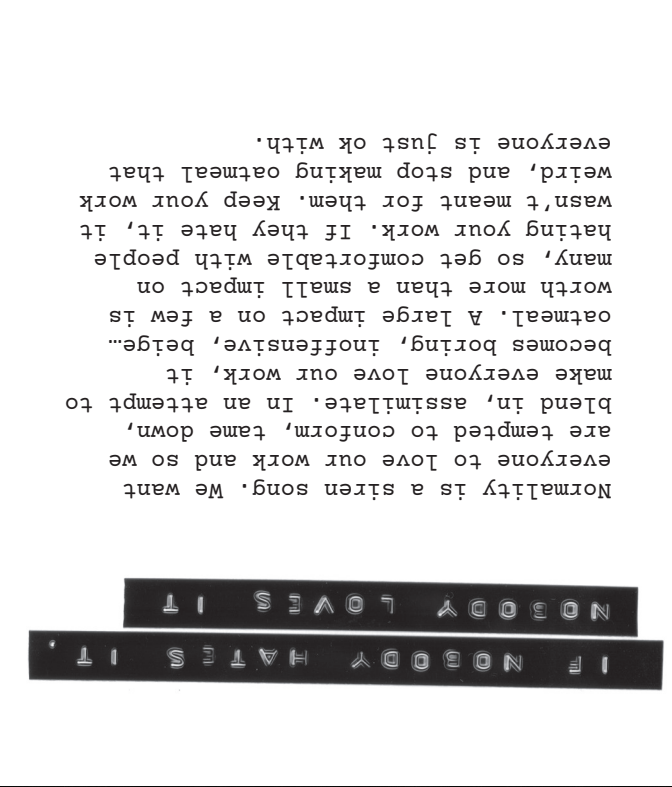 IF NOBODY HATES IT,
NOBODY LOVES IT
Normality is a siren song. We want
everyone to love our work and so we
are tempted to conform, tame down,
blend in, assimilate. In an attempt to
make everyone love our work, it
becomes boring, inoffensive, beige…
oatmeal. A large impact on a few is
worth more than a small impact on
many, so get comfortable with people
hating your work. If they hate it, it
wasn't meant for them. Keep your work
weird, and stop making oatmeal that
everyone is just ok with.